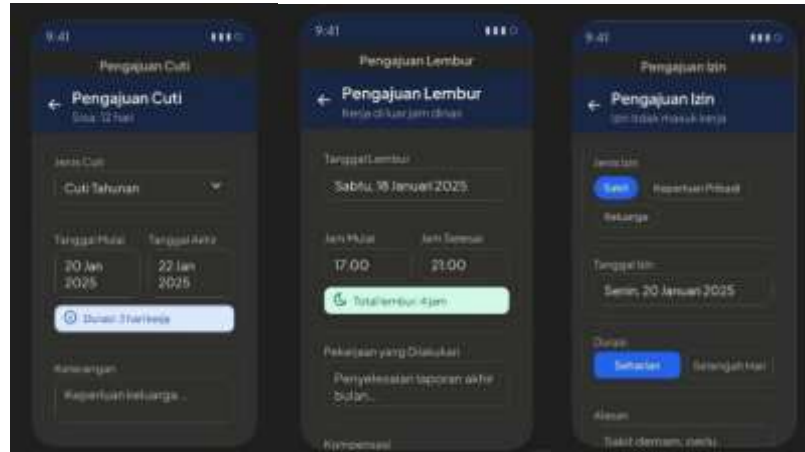 9:41
Pengajuan Cuti
Pengajuan Cuti
Sisa: 12 hari
Jenis Cuti
Cuti Tahunan
Tanggal Mulai
Tanggal Akhir
20 Jan
2025
22 Jan
2025
Durasi: 3 hari kerja
Keterangan
Keperluan keluarga...
9:41
Pengajuan Lembur
Pengajuan Lembur
Kerja di luar jam dinas
Tanggal Lembur
Sabtu, 18 Januari 2025
Jam Mulai
Jam Selesai
17:00
21:00
Total lembur: 4 jam
Pekerjaan yang Dilakukan
Penyelesaian laporan akhir
bulan...
Kompensasi
9:41
Pengajuan Izin
Pengajuan Izin
Izin tidak masuk kerja
Jenis Izin
Sakit
Keperluan Pribadi
Keluarga
Tanggal Izin
Senin, 20 Januari 2025
Durasi
Seharian
Setengah Hari
Alasan
Sakit demam, perlu